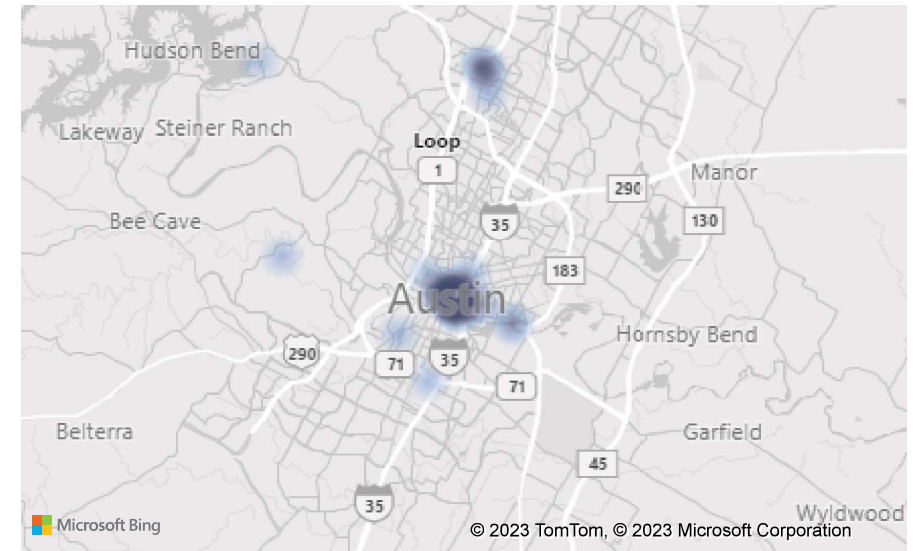 Hudson Bend
Lakeway
Steiner Ranch
Loop
1
Manor
290
Bee Cave
35
130
183
Austin
Hornsby Bend
290
71
35
71
Belterra
Garfield
45
35
Wyldwood
Microsoft Bing
© 2023 TomTom, © 2023 Microsoft Corporation